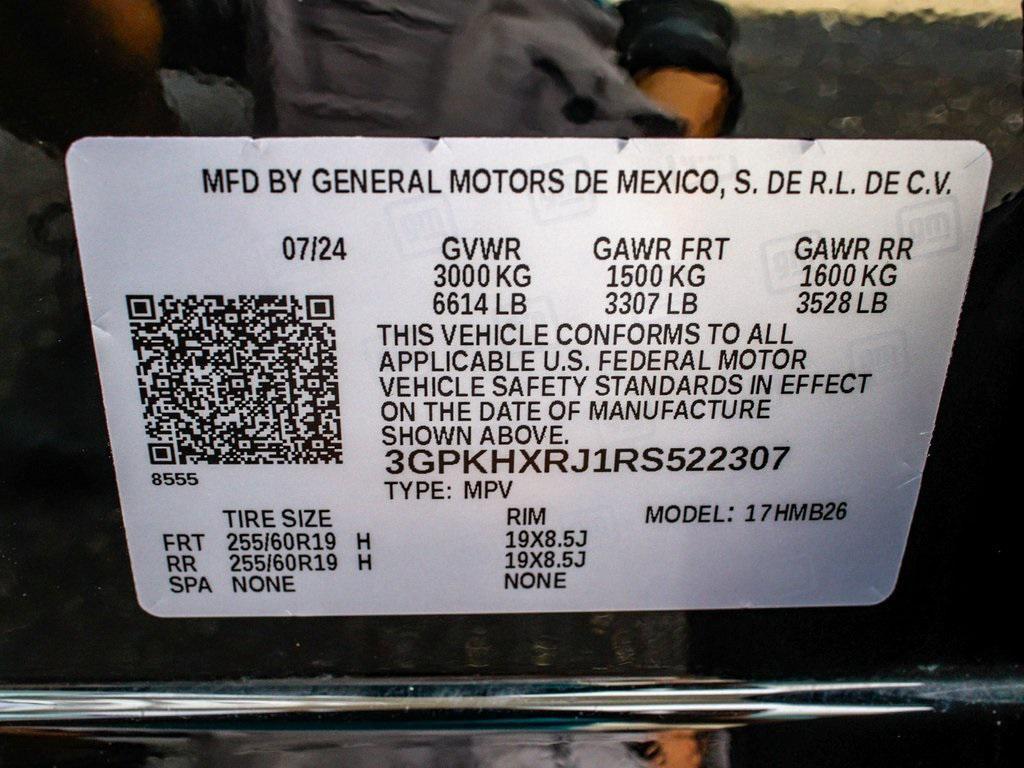 MFD BY GENERAL MOTORS DE MEXICO, S. DE R.L. DE C.V.
07/24 GVWR GAWR FRT GAWR RR
3000 KG 1500 KG 1600 KG
6614 LB 3307 LB 3528 LB
THIS VEHICLE CONFORMS TO ALL
APPLICABLE U.S. FEDERAL MOTOR
VEHICLE SAFETY STANDARDS IN EFFECT
ON THE DATE OF MANUFACTURE
SHOWN ABOVE.
3GPKHXRJ1RS522307
8555
TYPE: MPV
TIRE SIZE RIM MODEL: 17HMB26
FRT 255/60R19 H 19X8.5J
RR 255/60R19 H 19X8.5J
SPA NONE NONE